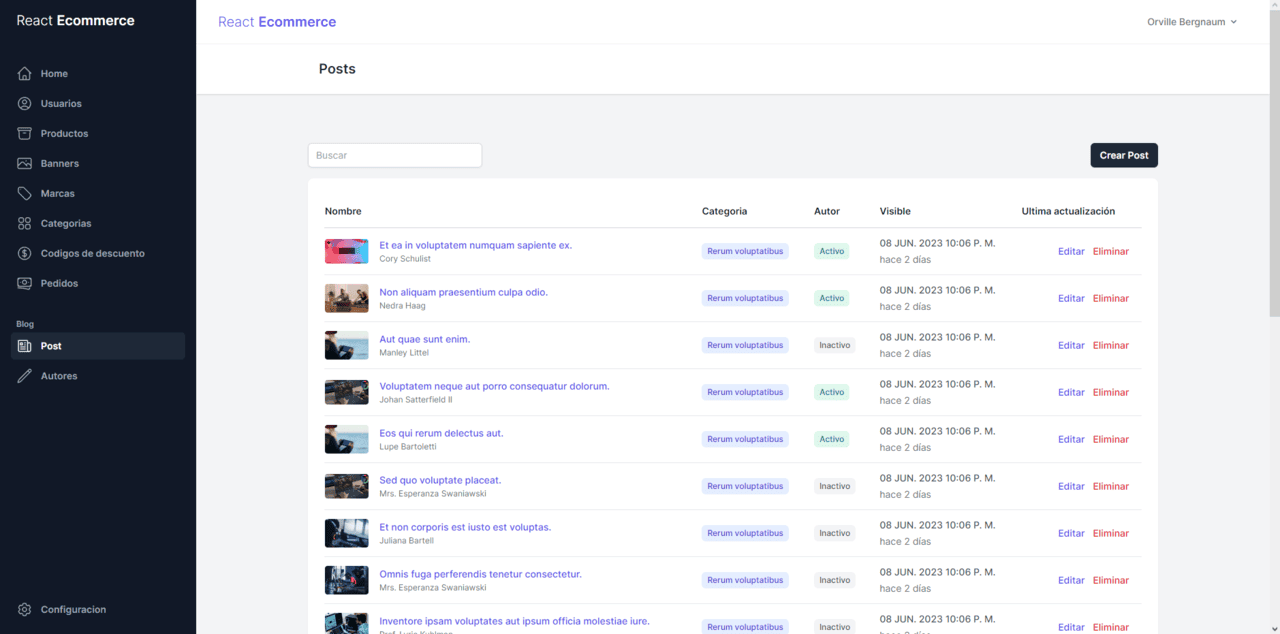 React Ecommerce
Home
Usuarios
Productos
Banners
Marcas
Categorias
Codigos de descuento
Pedidos
Blog
Post
Autores
Configuracion
React Ecommerce
Orville Bergnaum
Posts
Buscar
Crear Post
Nombre Categoria Autor Visible Ultima actualización
Et ea in voluptatem numquam sapiente ex.
Cory Schulist
Rerum voluptatibus
Activo
08 JUN. 2023 10:06 P. M.
hace 2 días
Editar Eliminar
Non aliquam praesentium culpa odio.
Nedra Haag
Rerum voluptatibus
Activo
08 JUN. 2023 10:06 P. M.
hace 2 días
Editar Eliminar
Aut quae sunt enim.
Manley Littel
Rerum voluptatibus
Inactivo
08 JUN. 2023 10:06 P. M.
hace 2 días
Editar Eliminar
Voluptatem neque aut porro consequatur dolorum.
Johan Satterfield II
Rerum voluptatibus
Activo
08 JUN. 2023 10:06 P. M.
hace 2 días
Editar Eliminar
Eos qui rerum delectus aut.
Lupe Bartoletti
Rerum voluptatibus
Activo
08 JUN. 2023 10:06 P. M.
hace 2 días
Editar Eliminar
Sed quo voluptate placeat.
Mrs. Esperanza Swaniawski
Rerum voluptatibus
Inactivo
08 JUN. 2023 10:06 P. M.
hace 2 días
Editar Eliminar
Et non corporis est iusto est voluptas.
Juliana Bartell
Rerum voluptatibus
Inactivo
08 JUN. 2023 10:06 P. M.
hace 2 días
Editar Eliminar
Omnis fuga perferendis tenetur consectetur.
Mrs. Esperanza Swaniawski
Rerum voluptatibus
Inactivo
08 JUN. 2023 10:06 P. M.
hace 2 días
Editar Eliminar
Inventore ipsam voluptates aut ipsum officia molestiae iure.
Rerum voluptatibus
Inactivo
08 JUN. 2023 10:06 P. M.
hace 2 días
Editar Eliminar